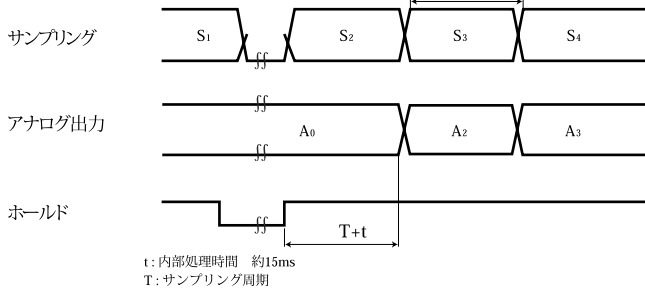 サンプリング S1 S2 S3 S4
アナログ出力 A0 A2 A3
ホールド
T+t
t : 内部処理時間 約15ms
T : サンプリング周期